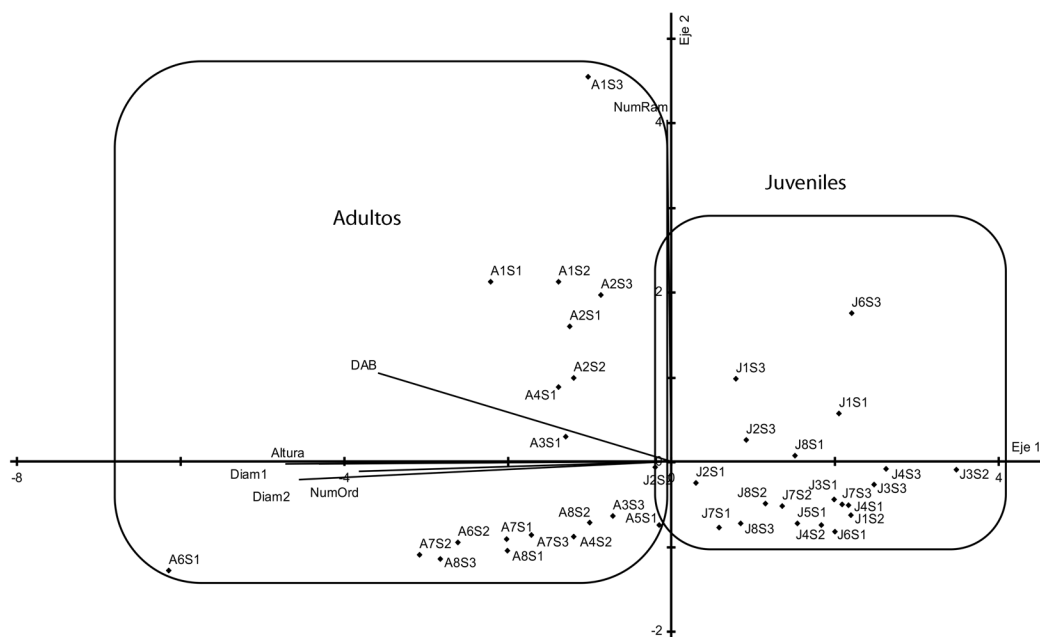 Eje 2
A1S3
NumRam
4
Juveniles
Adultos
A1S1
A1S2
A2S3
2
J6S3
A2S1
DAB
A2S2
J1S3
A4S1
J1S1
J2S3
A3S1
J8S1
Eje 1
Altura
-8
-4
0
4
Diam1
J2S1
J4S3
J3S2
Diam2
NumOrd
J3S1
J3S3
J8S2
J7S2
J7S3
A3S3
J4S1
A8S2
A5S1
J7S1
J5S1
J1S2
A6S2
A7S1
J8S3
J4S2
J6S1
A7S2
A7S3
A4S2
A8S1
A6S1
A8S3
-2